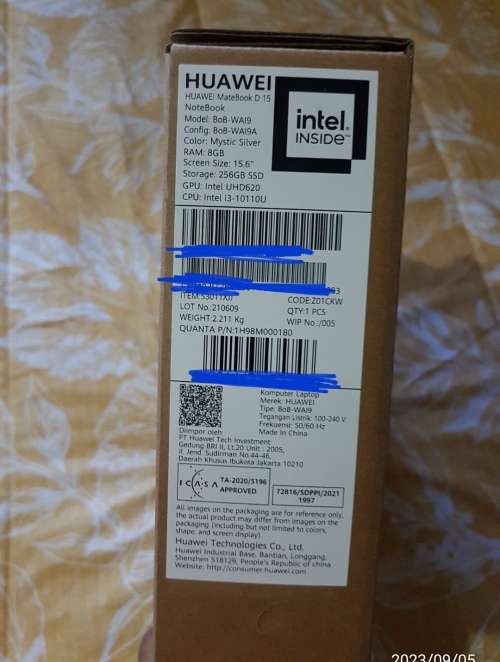 HUAWEI
HUAWEI MateBook D 15
NoteBook
Model: BoB-WAI9
Config: BoB-WAI9A
Color: Mystic Silver
RAM: 8GB
Screen Size: 15.6"
Storage: 256GB SSD
GPU: Intel UHD620
CPU: Intel i3-10110U
intel.
INSIDE™
CODE:Z01CKW
LOT No.:210609
QTY:1 PCS
WEIGHT:2.211 Kg
WIP No.:/005
QUANTA P/N:1H98M000180
Komputer Laptop
Merek: HUAWEI
Tipe: BoB-WAI9
Tegangan Listrik: 100-240 V
Frekuensi: 50/60 Hz
Made In China
Diimpor oleh:
PT Huawei Tech Investment
Gedung BRI II, Lt.20 Unit : 2005,
Jl. Jend. Sudirman No.44-46,
Daerah Khusus Ibukota Jakarta 10210
ICASA
TA-2020/5196
APPROVED
72816/SDPPI/2021
1997
All images on the packaging are for reference only,
the actual product may differ from images on the
packaging (including but not limited to colors,
shape, and screen display).
Huawei Technologies Co., Ltd.
Huawei Industrial Base, Bantian, Longgang,
Shenzhen 518129, People's Republic of china
Website: http://consumer.huawei.com
2023/09/05